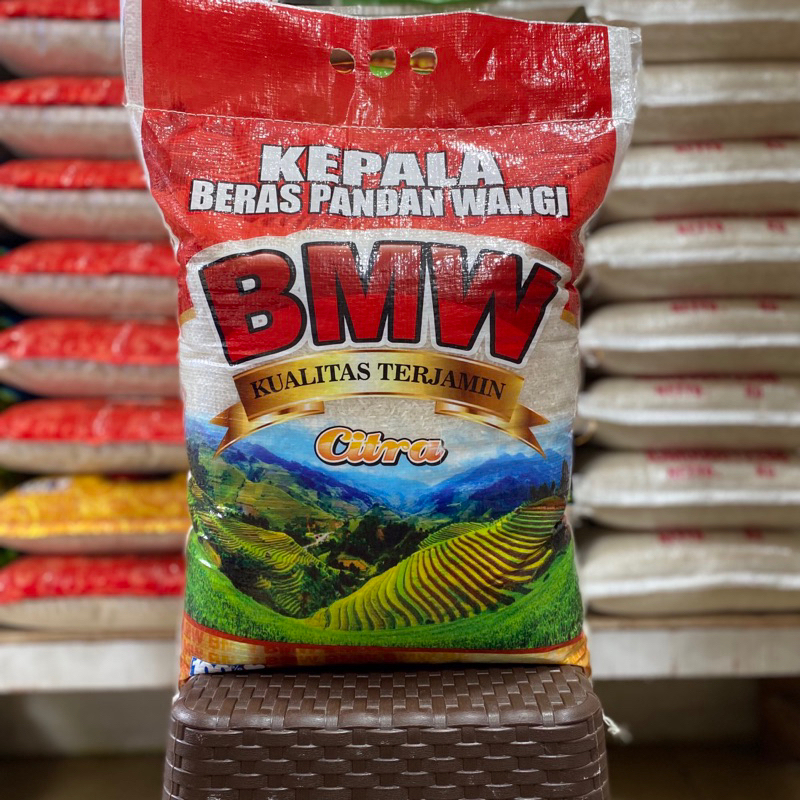 KEPALA
BERAS PANDAN WANGI
BMW
KUALITAS TERJAMIN
Citra